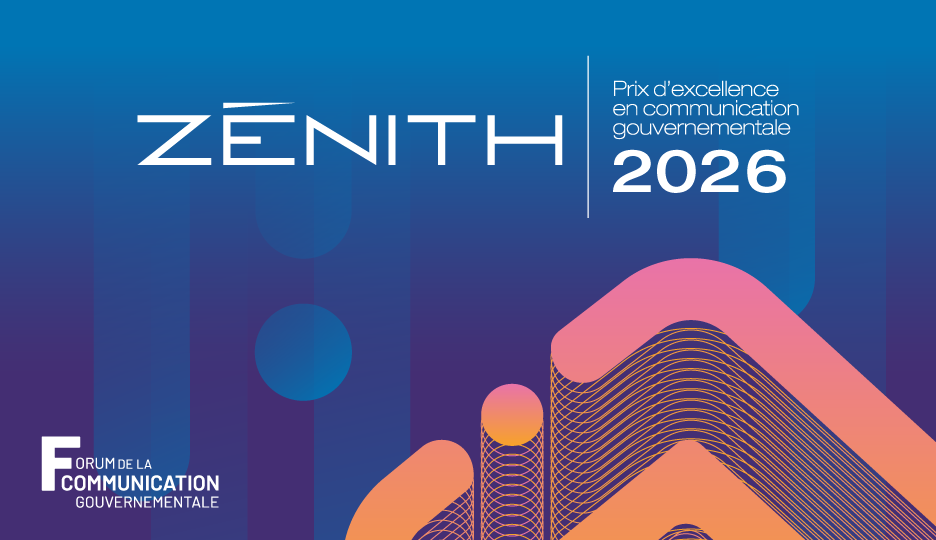 ZÉNITH
Prix d'excellence
en communication
gouvernementale
2026
FORUM DE LA
COMMUNICATION
GOUVERNEMENTALE